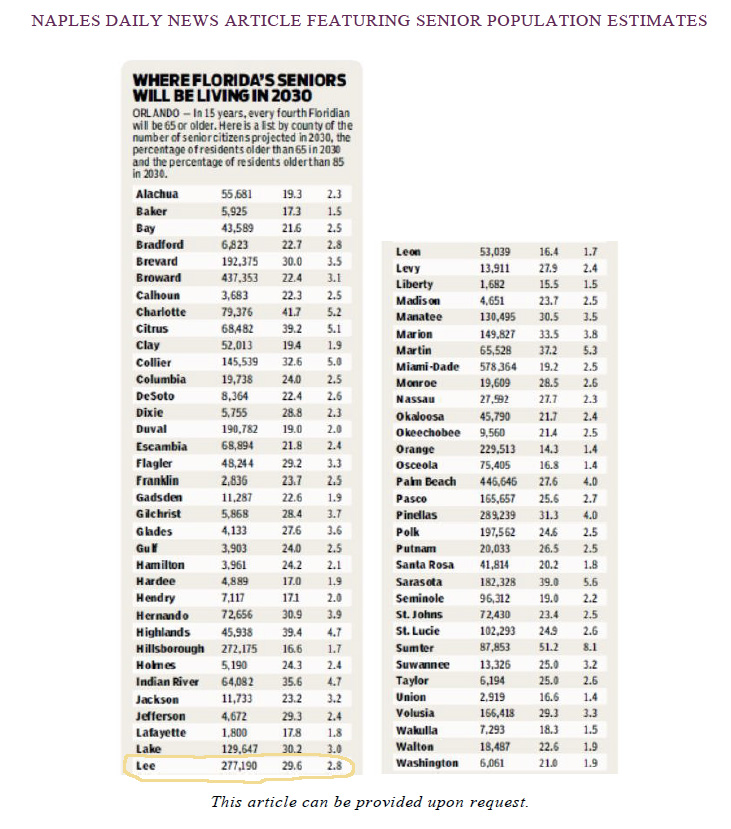 NAPLES DAILY NEWS ARTICLE FEATURING SENIOR POPULATION ESTIMATES
WHERE FLORIDA'S SENIORS
WILL BE LIVING IN 2030
ORLANDO — In 15 years, every fourth Floridian
will be 65 or older. Here is a list by county of the
number of senior citizens projected in 2030, the
percentage of residents older than 65 in 2030
and the percentage of residents older than 85
in 2030.
Alachua 55,681 19.3 2.3
Baker 5,925 17.3 1.5
Bay 43,589 21.6 2.5
Bradford 6,823 22.7 2.8
Brevard 192,375 30.0 3.5
Broward 437,353 22.4 3.1
Calhoun 3,683 22.3 2.5
Charlotte 79,376 41.7 5.2
Citrus 68,482 39.2 5.1
Clay 52,013 19.4 1.9
Collier 145,539 32.6 5.0
Columbia 19,738 24.0 2.5
DeSoto 8,364 22.4 2.6
Dixie 5,755 28.8 2.3
Duval 190,782 19.0 2.0
Escambia 68,894 21.8 2.4
Flagler 48,244 29.2 3.3
Franklin 2,836 23.7 2.5
Gadsden 11,287 22.6 1.9
Gilchrist 5,868 28.4 3.7
Glades 4,133 27.6 3.6
Gulf 3,903 24.0 2.5
Hamilton 3,961 24.2 2.1
Hardee 4,889 17.0 1.9
Hendry 7,117 17.1 2.0
Hernando 72,656 30.9 3.9
Highlands 45,938 39.4 4.7
Hillsborough 272,175 16.6 1.7
Holmes 5,190 24.3 2.4
Indian River 64,082 35.6 4.7
Jackson 11,733 23.2 3.2
Jefferson 4,672 29.3 2.4
Lafayette 1,800 17.8 1.8
Lake 129,647 30.2 3.0
Lee 277,190 29.6 2.8
Leon 53,039 16.4 1.7
Levy 13,911 27.9 2.4
Liberty 1,682 15.5 1.5
Madison 4,651 23.7 2.5
Manatee 130,495 30.5 3.5
Marion 149,827 33.5 3.8
Martin 65,528 37.2 5.3
Miami-Dade 578,364 19.2 2.5
Monroe 19,609 28.5 2.6
Nassau 27,592 27.7 2.3
Okaloosa 45,790 21.7 2.4
Okeechobee 9,560 21.4 2.5
Orange 229,513 14.3 1.4
Osceola 75,405 16.8 1.4
Palm Beach 446,646 27.6 4.0
Pasco 165,657 25.6 2.7
Pinellas 289,239 31.3 4.0
Polk 197,562 24.6 2.5
Putnam 20,033 26.5 2.5
Santa Rosa 41,814 20.2 1.8
Sarasota 182,328 39.0 5.6
Seminole 96,312 19.0 2.2
St. Johns 72,430 23.4 2.5
St. Lucie 102,293 24.9 2.6
Sumter 87,853 51.2 8.1
Suwannee 13,326 25.0 3.2
Taylor 6,194 25.0 2.6
Union 2,919 16.6 1.4
Volusia 166,418 29.3 3.3
Wakulla 7,293 18.3 1.5
Walton 18,487 22.6 1.9
Washington 6,061 21.0 1.9
This article can be provided upon request.